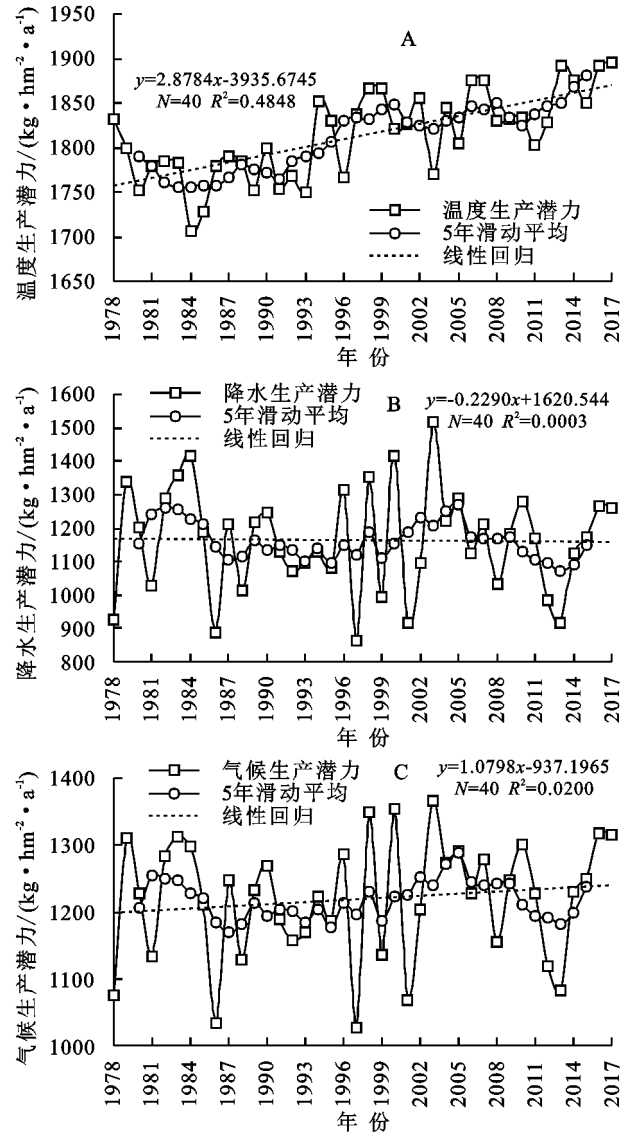 A
y=2.8784x-3935.6745
N=40 R²=0.4848
温度生产潜力/(kg·hm⁻²·a⁻¹)
1950
1900
1850
1800
1750
1700
1650
温度生产潜力
5年滑动平均
线性回归
1978 1981 1984 1987 1990 1993 1996 1999 2002 2005 2008 2011 2014 2017
年 份
B
y=-0.2290x+1620.544
N=40 R²=0.0003
降水生产潜力/(kg·hm⁻²·a⁻¹)
1600
1500
1400
1300
1200
1100
1000
900
800
降水生产潜力
5年滑动平均
线性回归
1978 1981 1984 1987 1990 1993 1996 1999 2002 2005 2008 2011 2014 2017
年 份
C
y=1.0798x-937.1965
N=40 R²=0.0200
气候生产潜力/(kg·hm⁻²·a⁻¹)
1400
1300
1200
1100
1000
气候生产潜力
5年滑动平均
线性回归
1978 1981 1984 1987 1990 1993 1996 1999 2002 2005 2008 2011 2014 2017
年 份